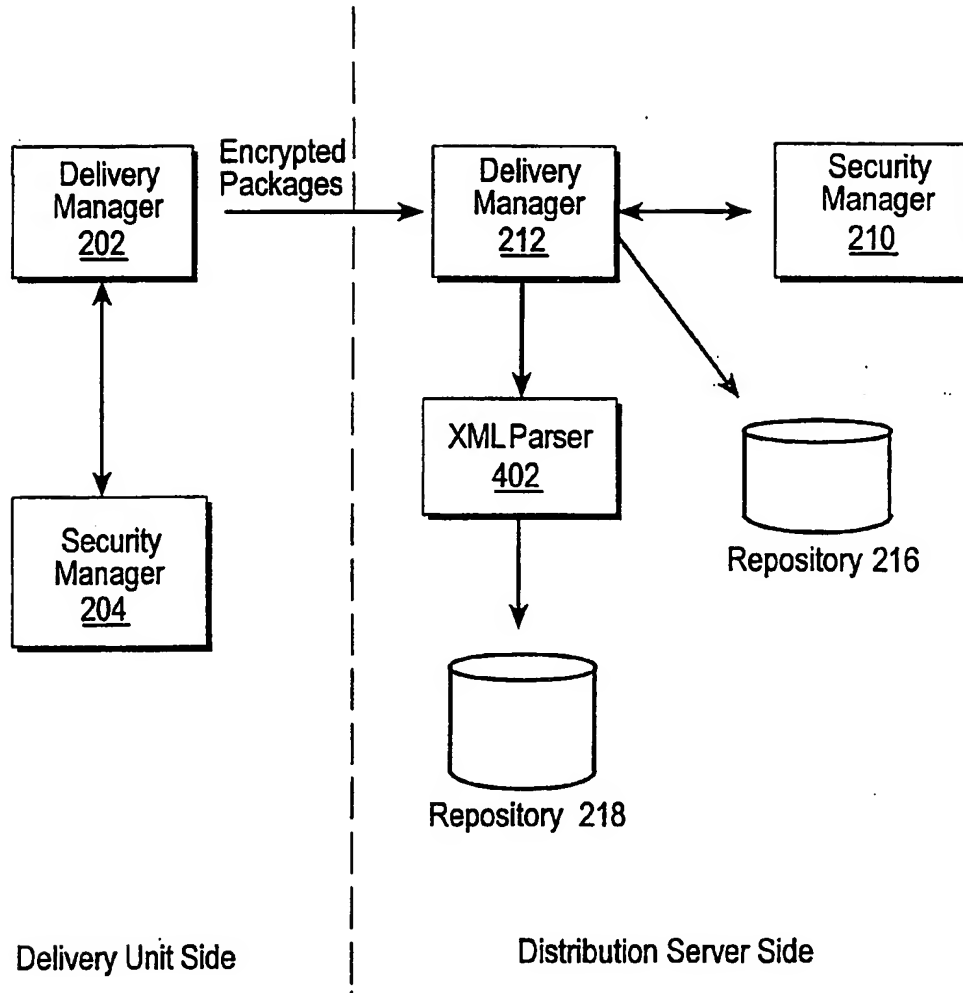 Delivery
Manager
202
Encrypted
Packages
Delivery
Manager
212
Security
Manager
210
XML Parser
402
Security
Manager
204
Repository 216
Repository 218
Delivery Unit Side
Distribution Server Side